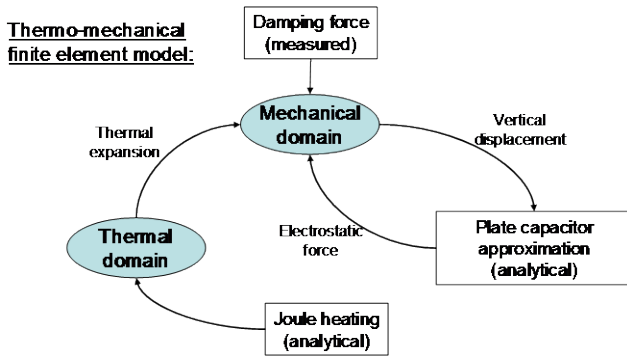 Thermo-mechanical
finite element model:
Damping force
(measured)
Mechanical
domain
Thermal
expansion
Vertical
displacement
Electrostatic
force
Plate capacitor
approximation
(analytical)
Thermal
domain
Joule heating
(analytical)